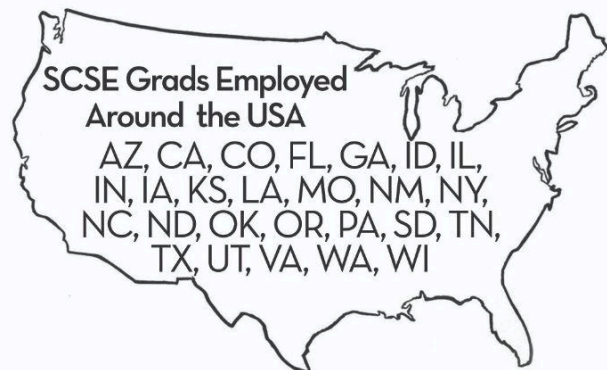 SCSE Grads Employed
Around the USA
AZ, CA, CO, FL, GA, ID, IL,
IN, IA, KS, LA, MO, NM, NY,
NC, ND, OK, OR, PA, SD, TN,
TX, UT, VA, WA, WI